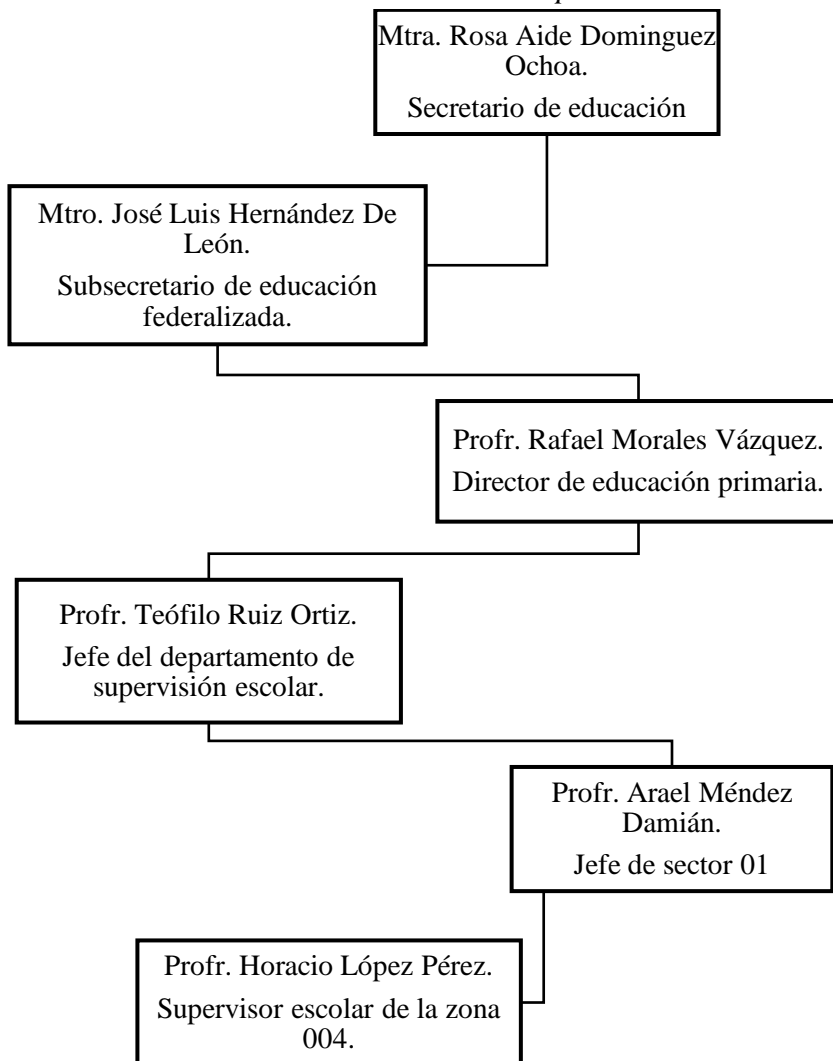 Mtra. Rosa Aide Dominguez
Ochoa.
Secretario de educación
Mtro. José Luis Hernández De
León.
Subsecretario de educación
federalizada.
Profr. Rafael Morales Vázquez.
Director de educación primaria.
Profr. Teófilo Ruiz Ortiz.
Jefe del departamento de
supervisión escolar.
Profr. Arael Méndez
Damián.
Jefe de sector 01
Profr. Horacio López Pérez.
Supervisor escolar de la zona
004.